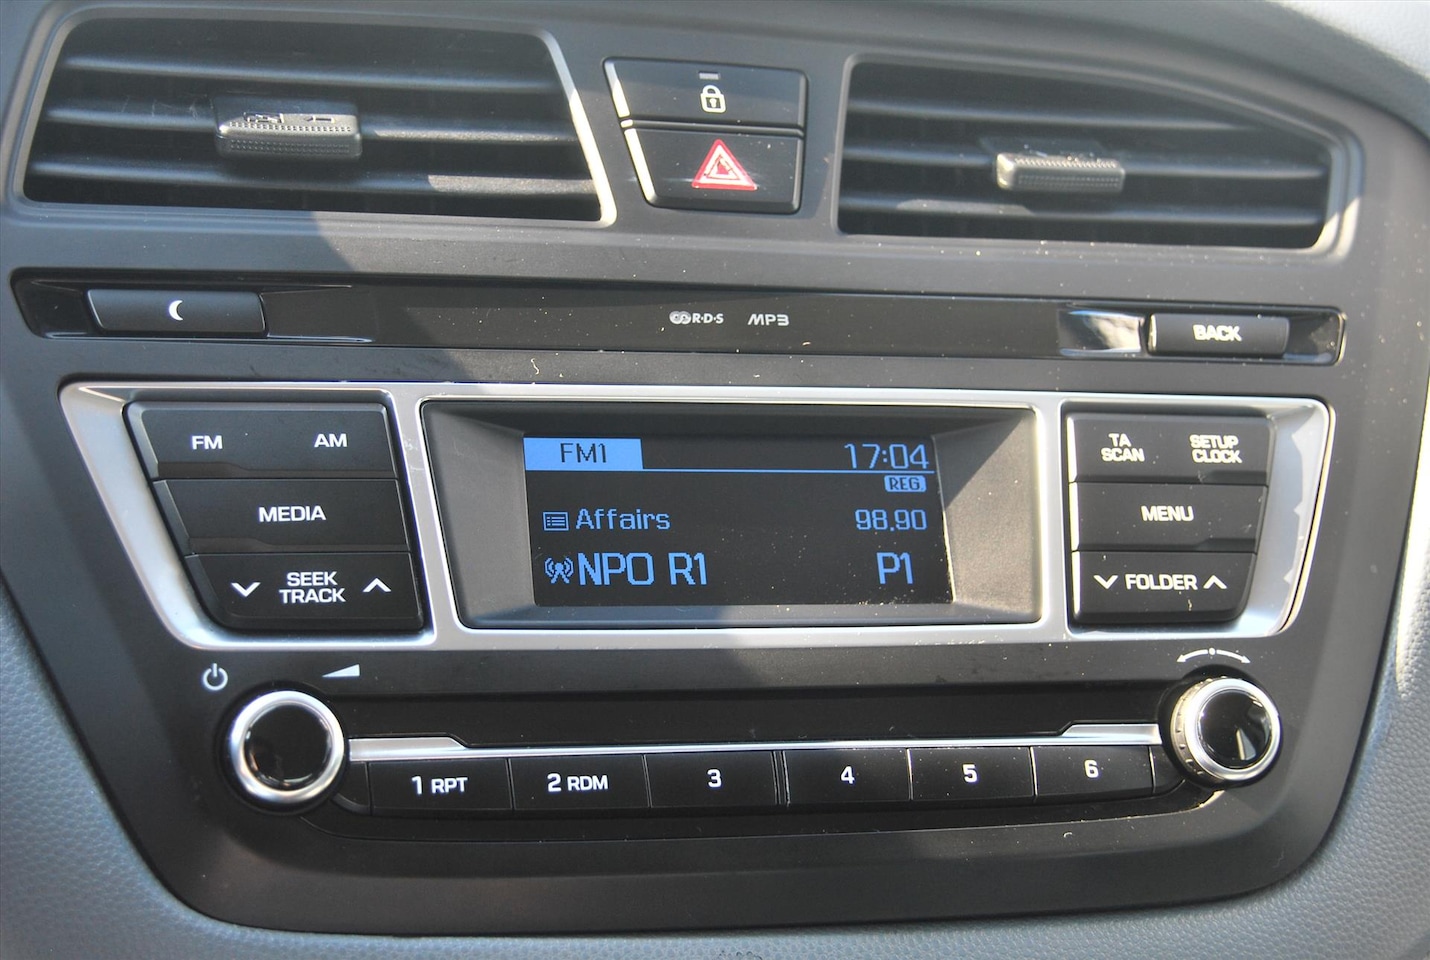 R·D·S MP3
BACK
FM AM
MEDIA
SEEK
TRACK
FM1 17:04
REG.
Affairs 98.90
NPO R1 P1
TA
SCAN
SETUP
CLOCK
MENU
FOLDER
1 RPT 2 RDM 3 4 5 6